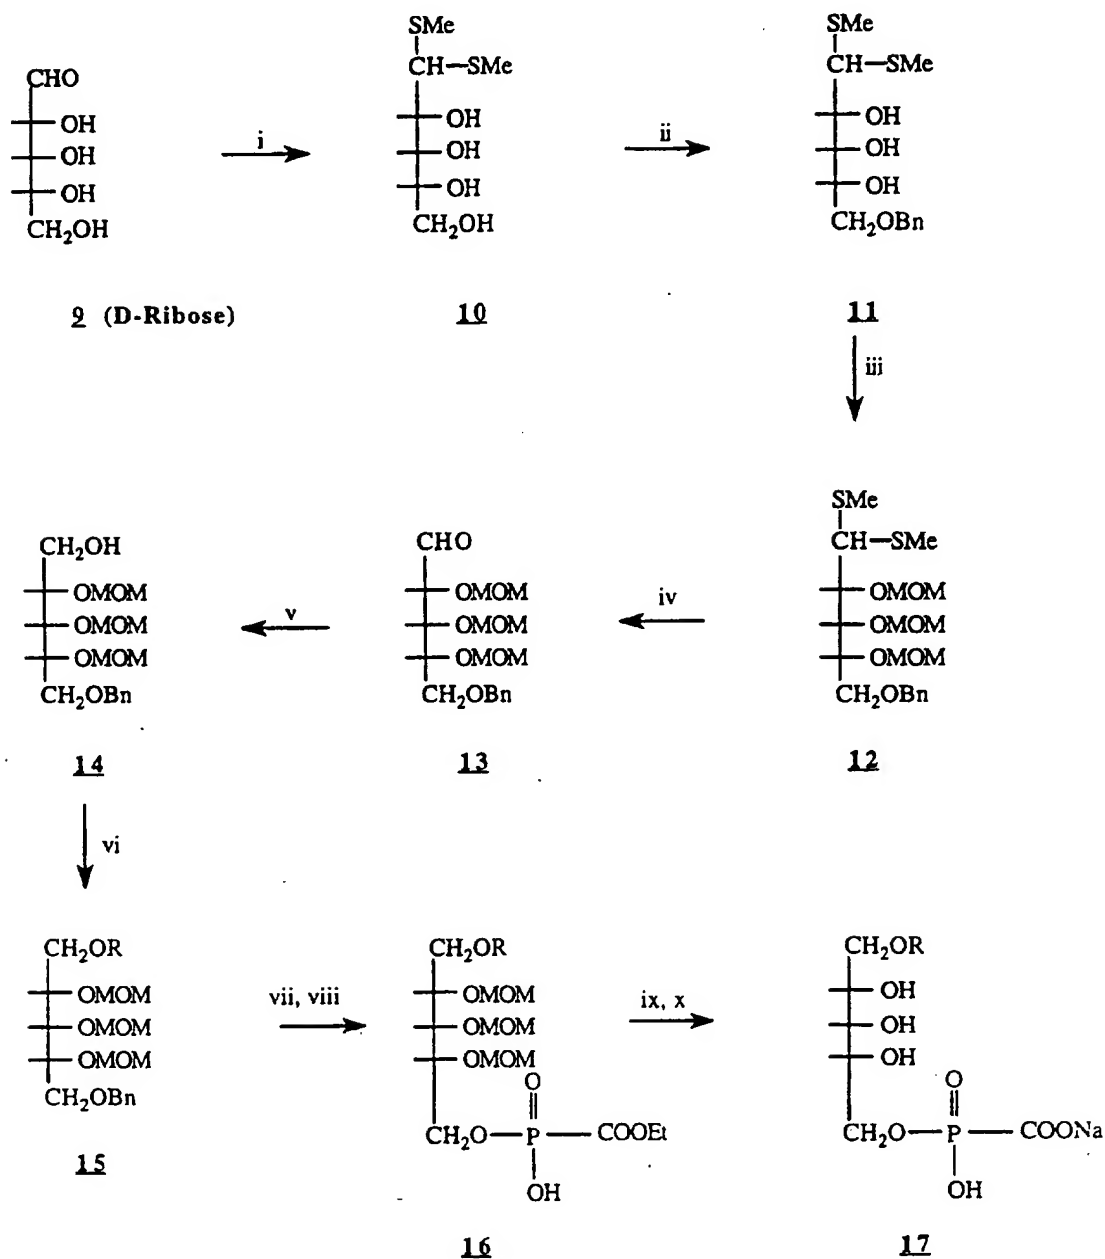 SMe
CH—SMe
OH
OH
OH
CH₂OH
10
SMe
CH—SMe
OH
OH
OH
CH₂OBn
11
CHO
OH
OH
OH
CH₂OH
9 (D-Ribose)
i
ii
iii
CH₂OH
OMOM
OMOM
OMOM
CH₂OBn
14
v
CHO
OMOM
OMOM
OMOM
CH₂OBn
13
iv
SMe
CH—SMe
OMOM
OMOM
OMOM
CH₂OBn
12
vi
CH₂OR
OMOM
OMOM
OMOM
CH₂OBn
15
vii, viii
CH₂OR
OMOM
OMOM
OMOM
O
CH₂O—P—COOEt
OH
16
ix, x
CH₂OR
OH
OH
OH
O
CH₂O—P—COONa
OH
17